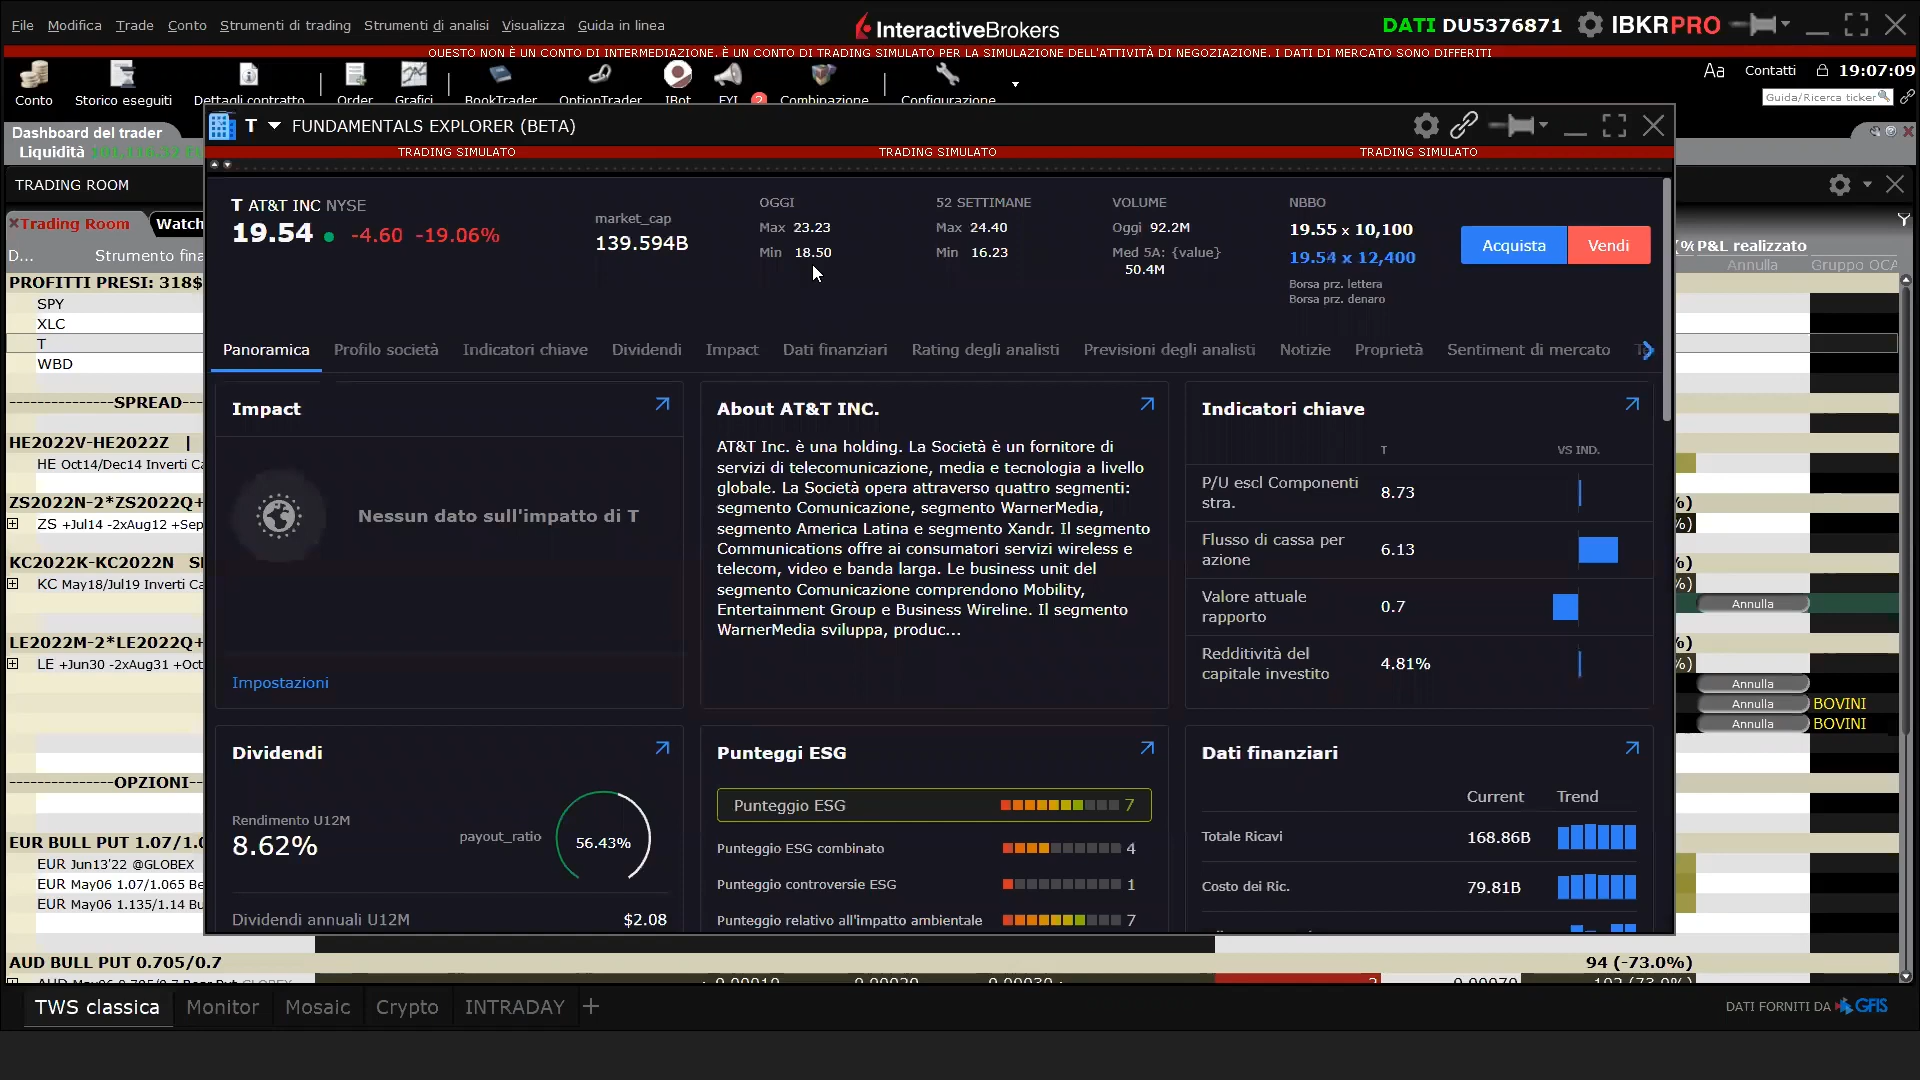 File Modifica Trade Conto Strumenti di trading Strumenti di analisi Visualizza Guida in linea
InteractiveBrokers
DATI DU5376871 IBKRPRO
QUESTO NON È UN CONTO DI INTERMEDIAZIONE. È UN CONTO DI TRADING SIMULATO PER LA SIMULAZIONE DELL'ATTIVITÀ DI NEGOZIAZIONE. I DATI DI MERCATO SONO DIFFERITI
Conto Storico eseguiti Dettagli contratto Order Grafici BookTrader OptionTrader IBot FYI 2 Combinazione Configurazione
Aa Contatti 19:07:09
Guida/Ricerca ticker
Dashboard del trader
Liquidità
T FUNDAMENTALS EXPLORER (BETA)
TRADING SIMULATO TRADING SIMULATO TRADING SIMULATO
TRADING ROOM
Trading Room Watch
D... Strumento fina
PROFITTI PRESI: 318$
SPY
XLC
T
WBD
---------------SPREAD--
HE2022V-HE2022Z |
HE Oct14/Dec14 Inverti Ca
ZS2022N-2*ZS2022Q+
ZS +Jul14 -2xAug12 +Sep
KC2022K-KC2022N S
KC May18/Jul19 Inverti Ca
LE2022M-2*LE2022Q+
LE +Jun30 -2xAug31 +Oct
---------------OPZIONI--
EUR BULL PUT 1.07/1.0
EUR Jun13'22 @GLOBEX
EUR May06 1.07/1.065 Be
EUR May06 1.135/1.14 Bu
AUD BULL PUT 0.705/0.7
T AT&T INC NYSE
19.54 -4.60 -19.06%
market_cap
139.594B
OGGI
Max 23.23
Min 18.50
52 SETTIMANE
Max 24.40
Min 16.23
VOLUME
Oggi 92.2M
Med 5A: {value}
50.4M
NBBO
19.55 x 10,100
19.54 x 12,400
Borsa prz. lettera
Borsa prz. denaro
Acquista Vendi
Panoramica Profilo società Indicatori chiave Dividendi Impact Dati finanziari Rating degli analisti Previsioni degli analisti Notizie Proprietà Sentiment di mercato
Impact
Nessun dato sull'impatto di T
Impostazioni
About AT&T INC.
AT&T Inc. è una holding. La Società è un fornitore di
servizi di telecomunicazione, media e tecnologia a livello
globale. La Società opera attraverso quattro segmenti:
segmento Comunicazione, segmento WarnerMedia,
segmento America Latina e segmento Xandr. Il segmento
Communications offre ai consumatori servizi wireless e
telecom, video e banda larga. Le business unit del
segmento Comunicazione comprendono Mobility,
Entertainment Group e Business Wireline. Il segmento
WarnerMedia sviluppa, produc...
Indicatori chiave
T VS IND.
P/U escl Componenti
stra.
8.73
Flusso di cassa per
azione
6.13
Valore attuale
rapporto
0.7
Redditività del
capitale investito
4.81%
Dividendi
Rendimento U12M
8.62%
payout_ratio
56.43%
Dividendi annuali U12M $2.08
Punteggi ESG
Punteggio ESG 7
Punteggio ESG combinato 4
Punteggio controversie ESG 1
Punteggio relativo all'impatto ambientale 7
Dati finanziari
Current Trend
Totale Ricavi 168.86B
Costo dei Ric. 79.81B
(% P&L realizzato
Annulla Gruppo OCA
Annulla
Annulla
Annulla BOVINI
Annulla BOVINI
94 (-73.0%)
TWS classica Monitor Mosaic Crypto INTRADAY +
DATI FORNITI DA GFIS